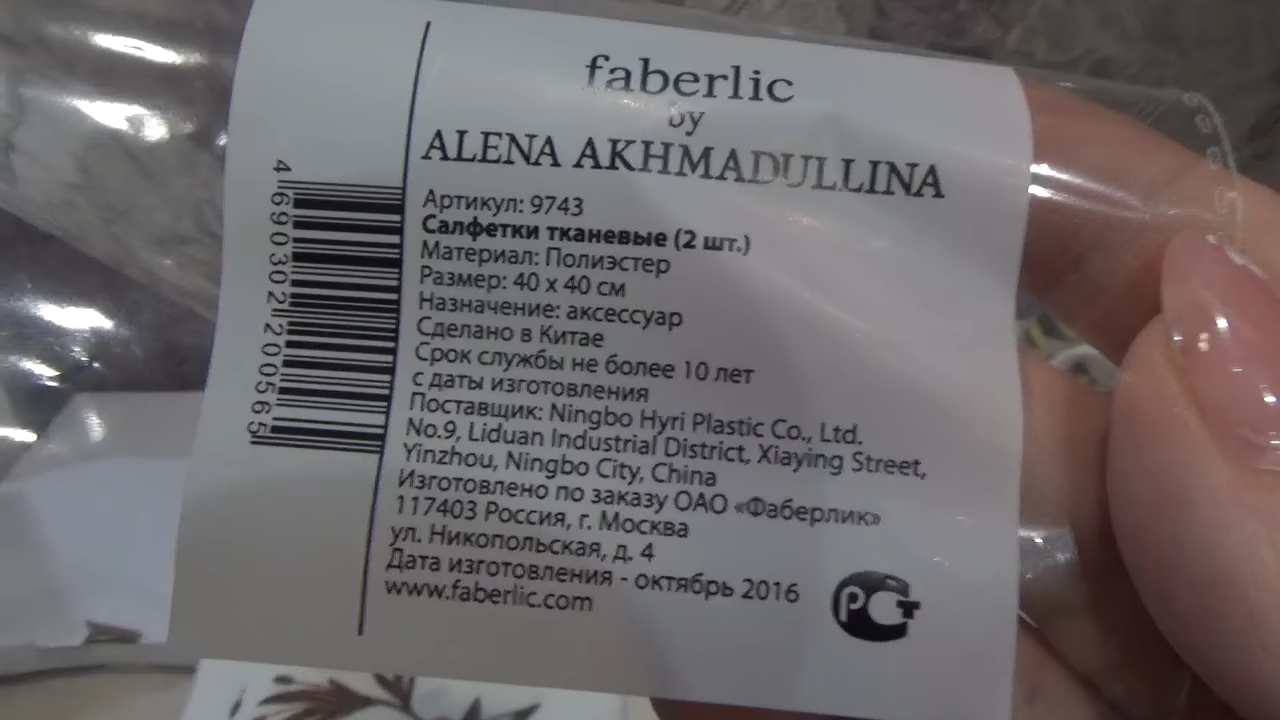 faberlic
by
ALENA AKHMADULLINA
Артикул: 9743
Салфетки тканевые (2 шт.)
Материал: Полиэстер
Размер: 40 x 40 см
Назначение: аксессуар
Сделано в Китае
Срок службы не более 10 лет
с даты изготовления
Поставщик: Ningbo Hyri Plastic Co., Ltd.
No.9, Liduan Industrial District, Xiaying Street,
Yinzhou, Ningbo City, China
Изготовлено по заказу ОАО «Фаберлик»
117403 Россия, г. Москва
ул. Никопольская, д. 4
Дата изготовления - октябрь 2016
www.faberlic.com
РСТ
4 690302 200565